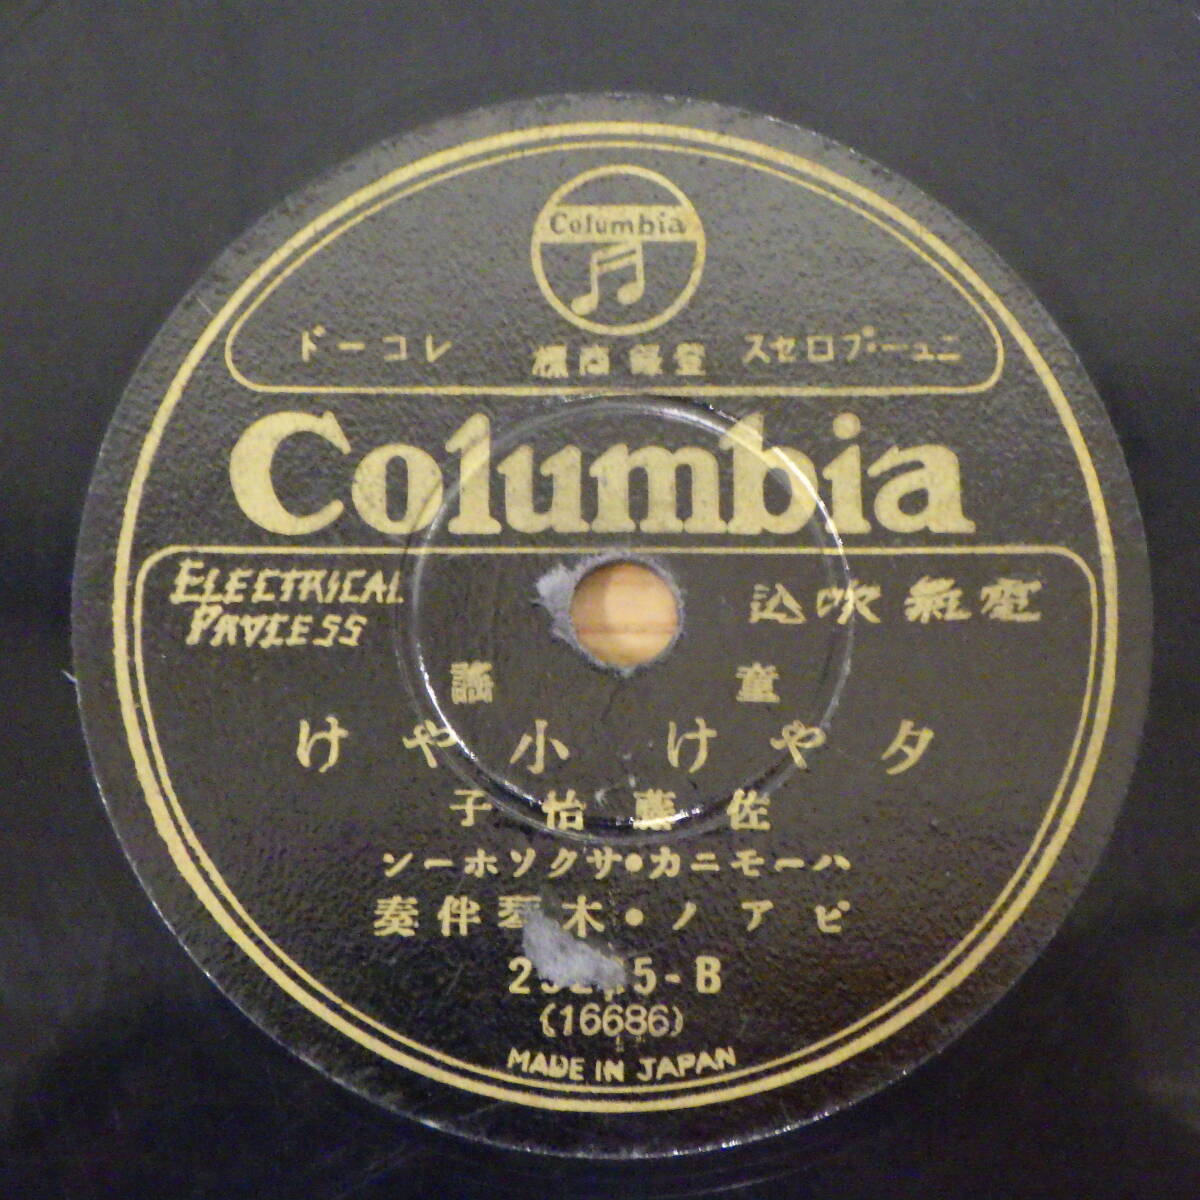 Columbia
ニュー・プロセス 登録商標 レコード
Columbia
ELECTRICAL
PROCESS
電氣吹込
童謠
夕やけ小やけ
佐藤怡子
ハーモニカ・サクソホーン
ピアノ・木琴伴奏
(16686)
MADE IN JAPAN